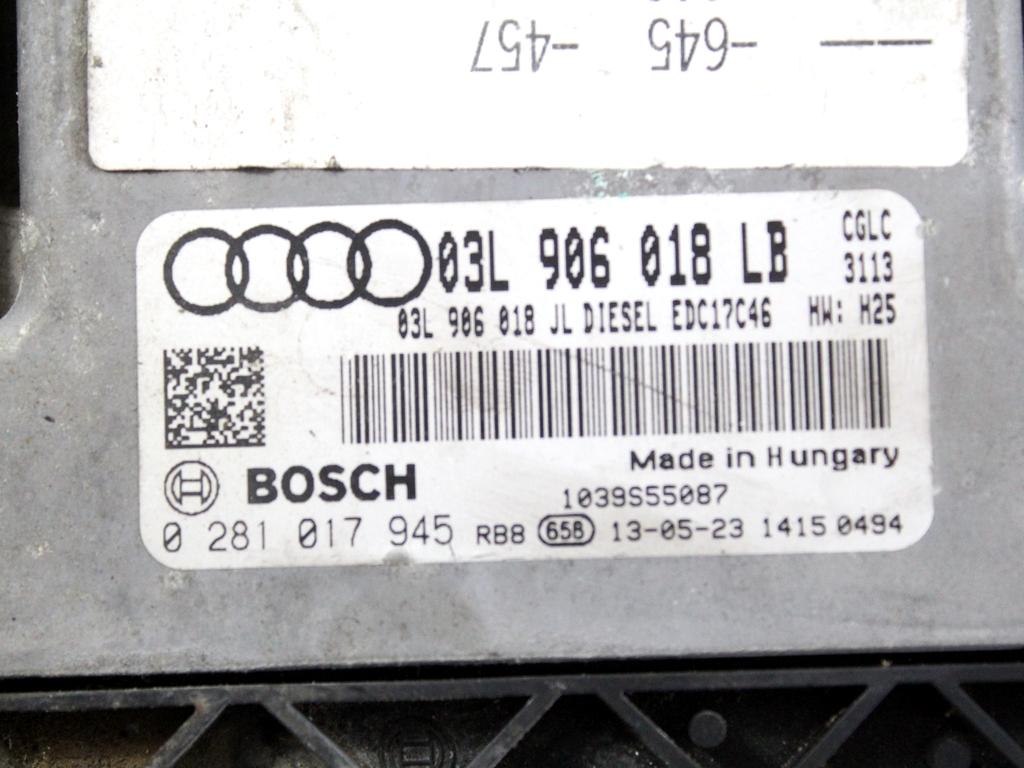 -457 -645 ——
03L 906 018 LB
CGLC
3113
03L 906 018 JL DIESEL EDC17C46 HW: H25
Made in Hungary
BOSCH
1039S55087
0 281 017 945 RB8 658 13-05-23 1415 0494